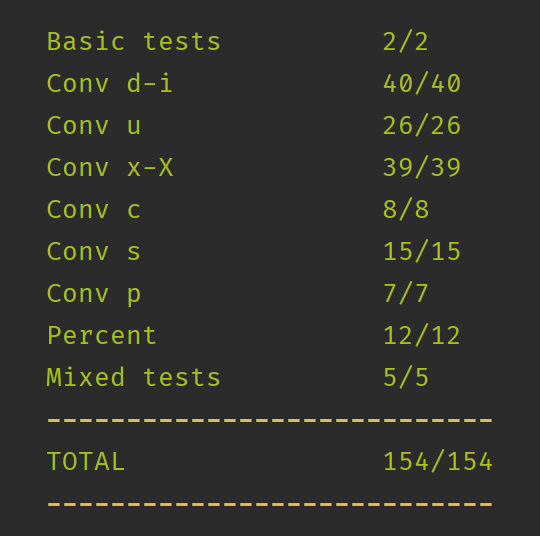 Basic tests 2/2
Conv d-i 40/40
Conv u 26/26
Conv x-X 39/39
Conv c 8/8
Conv s 15/15
Conv p 7/7
Percent 12/12
Mixed tests 5/5
----------------------------
TOTAL 154/154
----------------------------